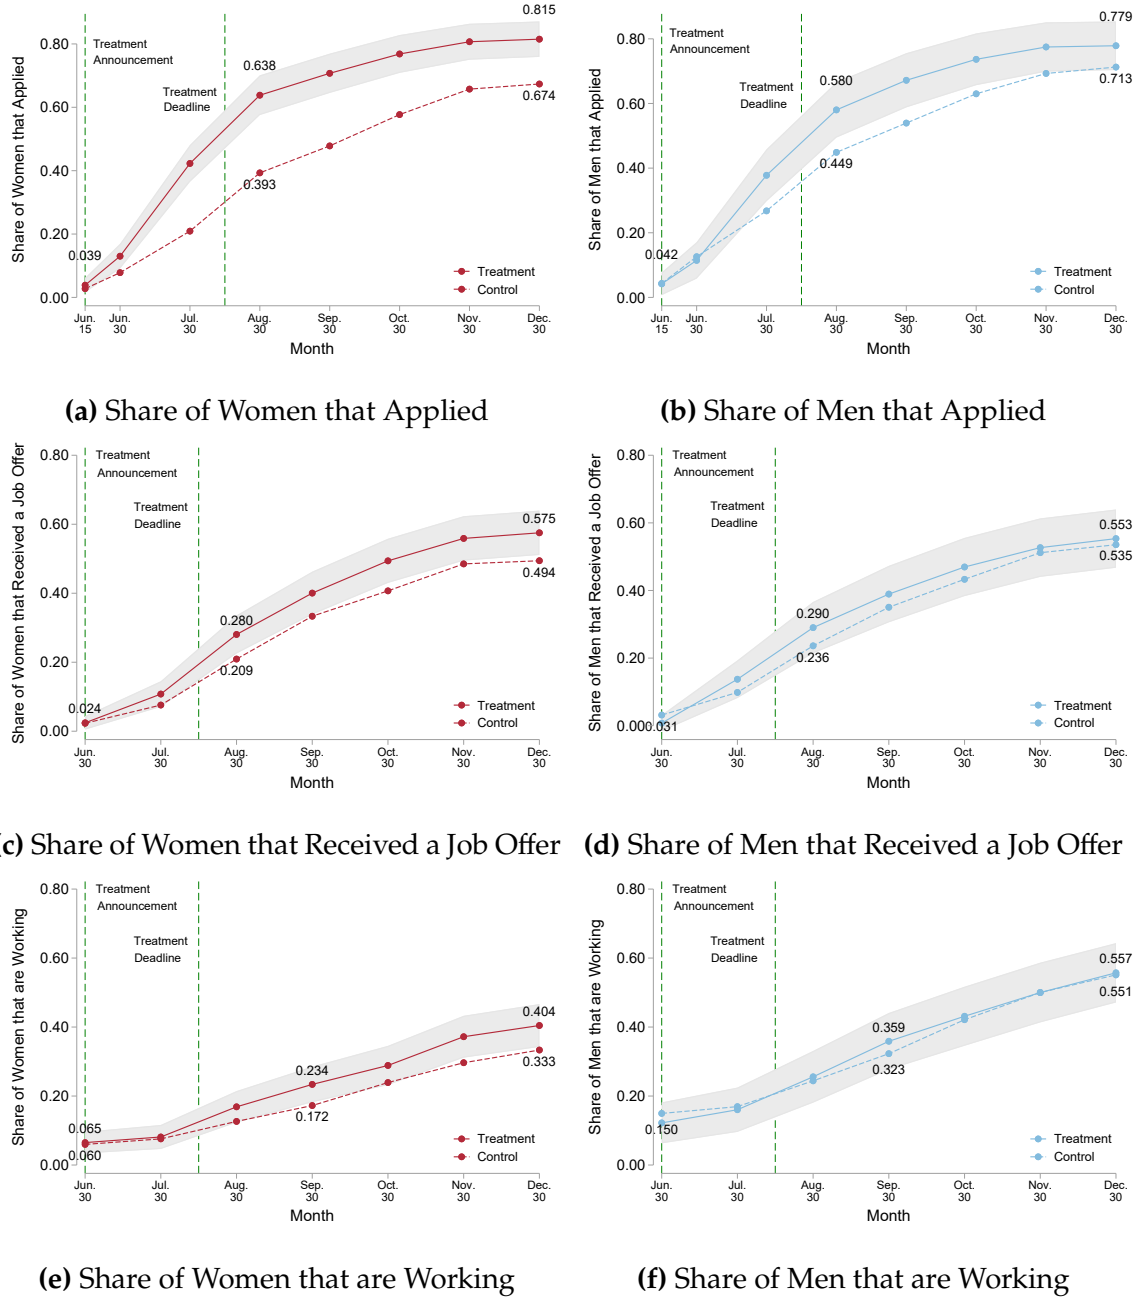 0.815
0.80
Treatment
Announcement
0.638
Treatment
Deadline
0.60
0.674
0.40
0.393
0.20
0.039
0.00
Share of Women that Applied
Treatment
Control
Jun. 15
Jun. 30
Jul. 30
Aug. 30
Sep. 30
Oct. 30
Nov. 30
Dec. 30
Month
(a) Share of Women that Applied
0.779
0.80
Treatment
Announcement
0.580
Treatment
Deadline
0.713
0.60
0.449
0.40
0.20
0.042
0.00
Share of Men that Applied
Treatment
Control
Jun. 15
Jun. 30
Jul. 30
Aug. 30
Sep. 30
Oct. 30
Nov. 30
Dec. 30
Month
(b) Share of Men that Applied
0.80
Treatment
Announcement
Treatment
Deadline
0.575
0.60
0.494
0.40
0.280
0.209
0.20
0.024
0.00
Share of Women that Received a Job Offer
Treatment
Control
Jun. 30
Jul. 30
Aug. 30
Sep. 30
Oct. 30
Nov. 30
Dec. 30
Month
(c) Share of Women that Received a Job Offer
0.80
Treatment
Announcement
Treatment
Deadline
0.553
0.60
0.535
0.40
0.290
0.236
0.20
0.031
0.00
Share of Men that Received a Job Offer
Treatment
Control
Jun. 30
Jul. 30
Aug. 30
Sep. 30
Oct. 30
Nov. 30
Dec. 30
Month
(d) Share of Men that Received a Job Offer
0.80
Treatment
Announcement
Treatment
Deadline
0.60
0.404
0.40
0.333
0.234
0.172
0.20
0.065
0.060
0.00
Share of Women that are Working
Treatment
Control
Jun. 30
Jul. 30
Aug. 30
Sep. 30
Oct. 30
Nov. 30
Dec. 30
Month
(e) Share of Women that are Working
0.80
Treatment
Announcement
Treatment
Deadline
0.557
0.60
0.551
0.359
0.40
0.323
0.20
0.150
0.00
Share of Men that are Working
Treatment
Control
Jun. 30
Jul. 30
Aug. 30
Sep. 30
Oct. 30
Nov. 30
Dec. 30
Month
(f) Share of Men that are Working